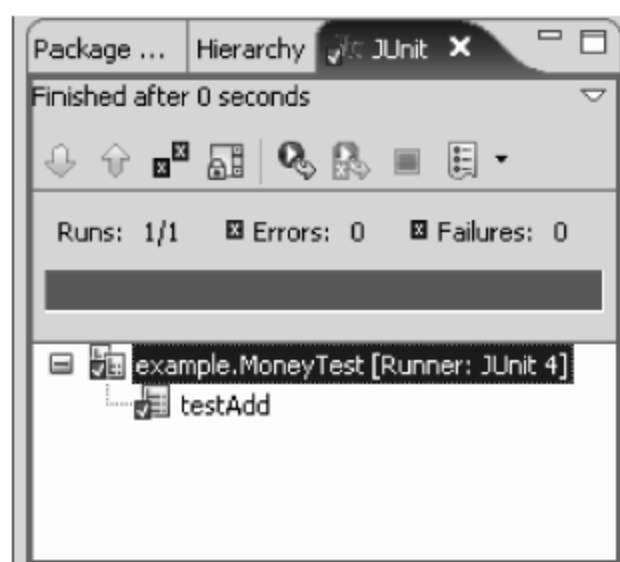 Package ... Hierarchy JUnit
Finished after 0 seconds
Runs: 1/1 Errors: 0 Failures: 0
example.MoneyTest [Runner: JUnit 4]
testAdd